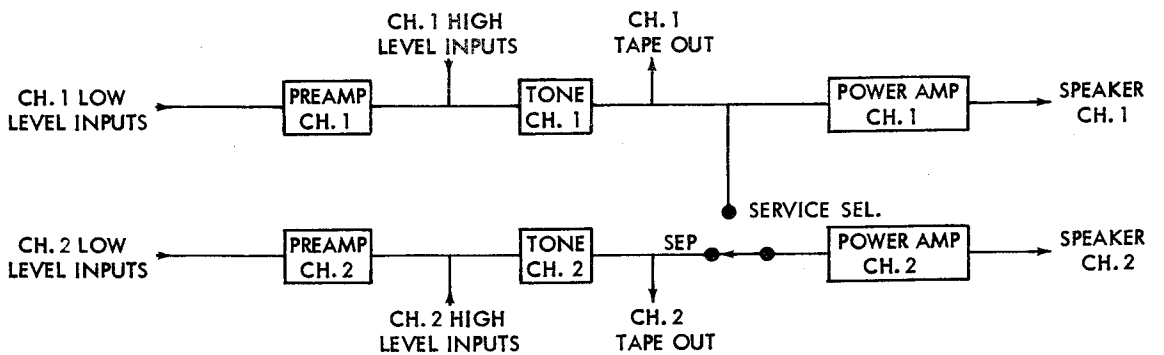 CH. 1 HIGH
LEVEL INPUTS
CH. 1
TAPE OUT
CH. 1 LOW
LEVEL INPUTS
PREAMP
CH. 1
TONE
CH. 1
POWER AMP
CH. 1
SPEAKER
CH. 1
SERVICE SEL.
CH. 2 LOW
LEVEL INPUTS
PREAMP
CH. 2
TONE
CH. 2
SEP
POWER AMP
CH. 2
SPEAKER
CH. 2
CH. 2 HIGH
LEVEL INPUTS
CH. 2
TAPE OUT